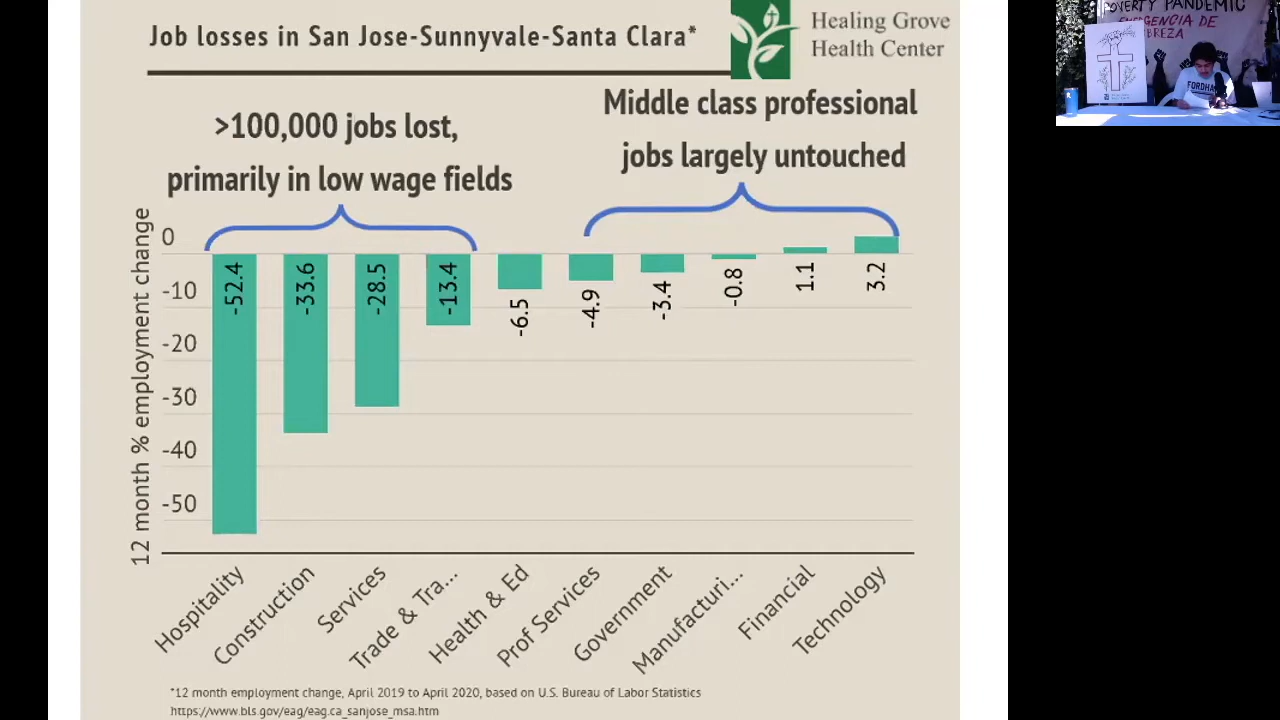 Job losses in San Jose-Sunnyvale-Santa Clara*
Healing Grove
Health Center
>100,000 jobs lost,
primarily in low wage fields
Middle class professional
jobs largely untouched
12 month % employment change
0
-10
-20
-30
-40
-50
-52.4
-33.6
-28.5
-13.4
-6.5
-4.9
-3.4
-0.8
1.1
3.2
Hospitality
Construction
Services
Trade & Tra...
Health & Ed
Prof Services
Government
Manufacturi...
Financial
Technology
*12 month employment change, April 2019 to April 2020, based on U.S. Bureau of Labor Statistics
https://www.bls.gov/eag/eag.ca_sanjose_msa.htm
POVERTY PANDEMIC
DE